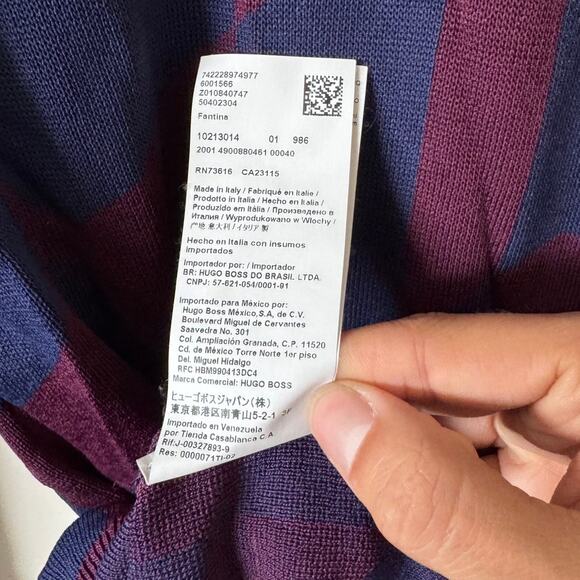 742228974977
6001566
Z010840747
50402304
Fantina
10213014 01 986
2001 4900880461 00040
RN73616 CA23115
Made in Italy / Fabriqué en Italie /
Prodotto in Italia / Hecho en Italia /
Produzido em Itália / Произведено в
Италия / Wyprodukowano w Włochy /
产地 意大利 / イタリア 製
Hecho en Italia con insumos
importados
Importador por: / Importador
BR: HUGO BOSS DO BRASIL LTDA.
CNPJ: 57-621-054/0001-91
Importado para México por:
Hugo Boss México,S.A, de C.V.
Boulevard Miguel de Cervantes
Saavedra No. 301
Col. Ampliación Granada, C.P. 11520
Cd. de México Torre Norte 1er piso
Del. Miguel Hidalgo
RFC HBM990413DC4
Marca Comercial: HUGO BOSS
ヒューゴボスジャパン(株)
東京都港区南青山5-2-1
Importado en Venezuela
por Tienda Casablanca C.A.
Rif.J-00327893-9
Res: 0000071TI-07